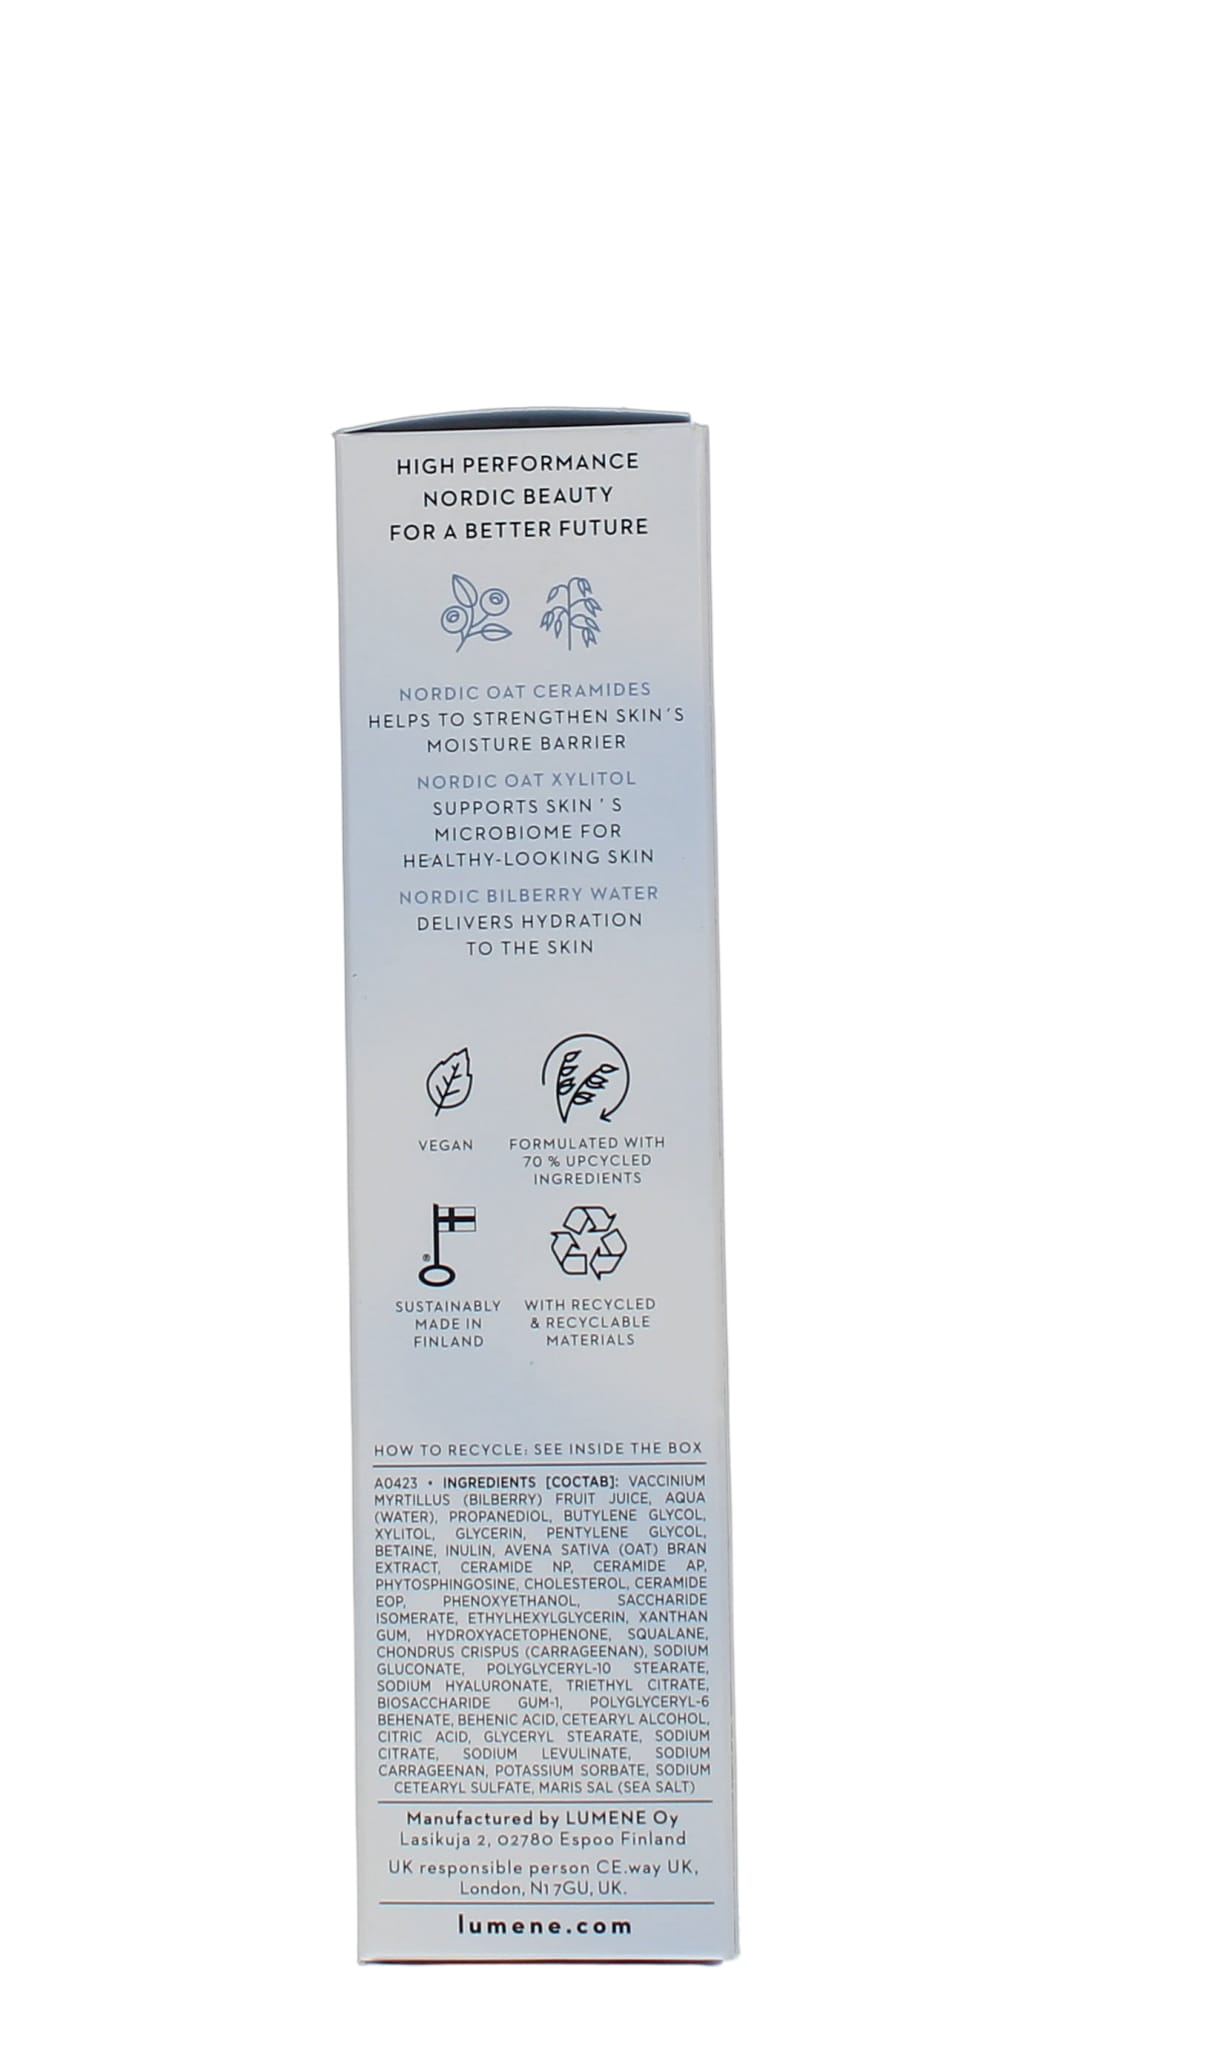 HIGH PERFORMANCE
NORDIC BEAUTY
FOR A BETTER FUTURE
NORDIC OAT CERAMIDES
HELPS TO STRENGTHEN SKIN´S
MOISTURE BARRIER
NORDIC OAT XYLITOL
SUPPORTS SKIN ' S
MICROBIOME FOR
HEALTHY-LOOKING SKIN
NORDIC BILBERRY WATER
DELIVERS HYDRATION
TO THE SKIN
VEGAN
FORMULATED WITH
70 % UPCYCLED
INGREDIENTS
®
SUSTAINABLY
MADE IN
FINLAND
WITH RECYCLED
& RECYCLABLE
MATERIALS
HOW TO RECYCLE: SEE INSIDE THE BOX
A0423 • INGREDIENTS [СОСТАВ]: VACCINIUM
MYRTILLUS (BILBERRY) FRUIT JUICE, AQUA
(WATER), PROPANEDIOL, BUTYLENE GLYCOL,
XYLITOL, GLYCERIN, PENTYLENE GLYCOL,
BETAINE, INULIN, AVENA SATIVA (OAT) BRAN
EXTRACT, CERAMIDE NP, CERAMIDE AP,
PHYTOSPHINGOSINE, CHOLESTEROL, CERAMIDE
EOP, PHENOXYETHANOL, SACCHARIDE
ISOMERATE, ETHYLHEXYLGLYCERIN, XANTHAN
GUM, HYDROXYACETOPHENONE, SQUALANE,
CHONDRUS CRISPUS (CARRAGEENAN), SODIUM
GLUCONATE, POLYGLYCERYL-10 STEARATE,
SODIUM HYALURONATE, TRIETHYL CITRATE,
BIOSACCHARIDE GUM-1, POLYGLYCERYL-6
BEHENATE, BEHENIC ACID, CETEARYL ALCOHOL,
CITRIC ACID, GLYCERYL STEARATE, SODIUM
CITRATE, SODIUM LEVULINATE, SODIUM
CARRAGEENAN, POTASSIUM SORBATE, SODIUM
CETEARYL SULFATE, MARIS SAL (SEA SALT)
Manufactured by LUMENE Oy
Lasikuja 2, 02780 Espoo Finland
UK responsible person CE.way UK,
London, N1 7GU, UK.
lumene.com